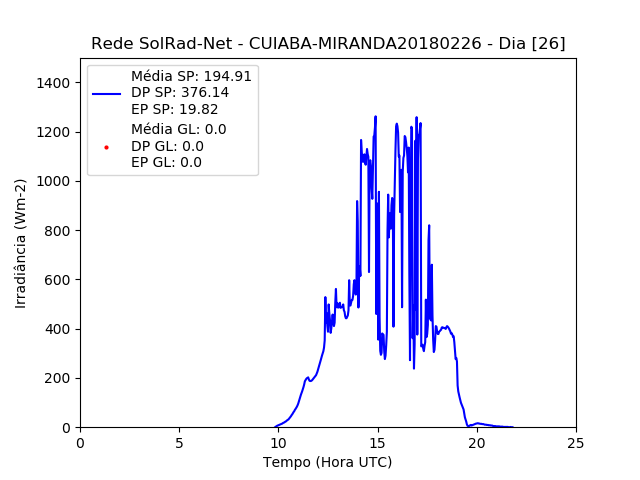 Rede SolRad-Net - CUIABA-MIRANDA20180226 - Dia [26]
Média SP: 194.91
DP SP: 376.14
EP SP: 19.82
Média GL: 0.0
DP GL: 0.0
EP GL: 0.0
1400
1200
1000
800
600
400
200
0
Irradiância (Wm-2)
0 5 10 15 20 25
Tempo (Hora UTC)